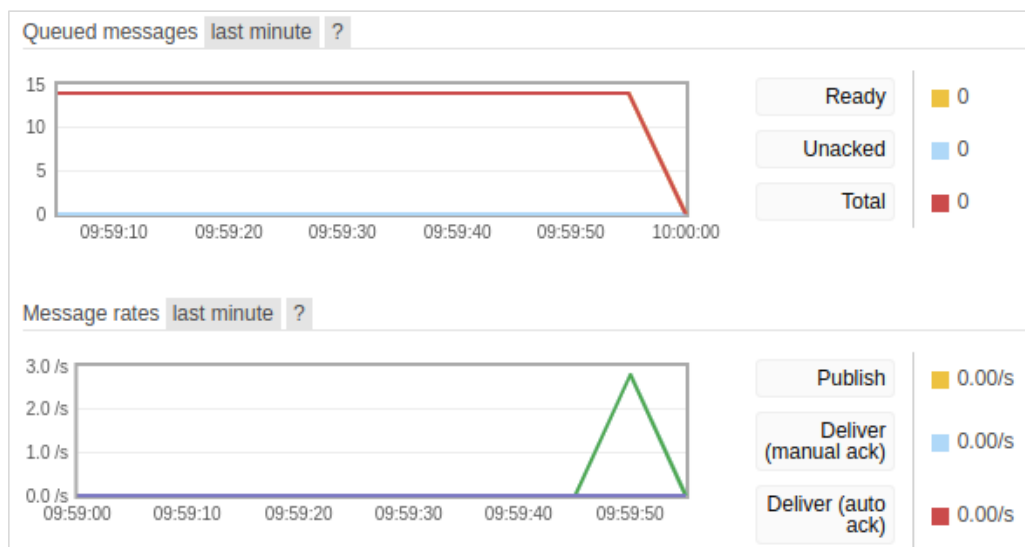 Queued messages last minute ?
15
10
5
0
09:59:10 09:59:20 09:59:30 09:59:40 09:59:50 10:00:00
Ready 0
Unacked 0
Total 0
Message rates last minute ?
3.0 /s
2.0 /s
1.0 /s
0.0 /s
09:59:00 09:59:10 09:59:20 09:59:30 09:59:40 09:59:50
Publish 0.00/s
Deliver
(manual ack) 0.00/s
Deliver (auto
ack) 0.00/s